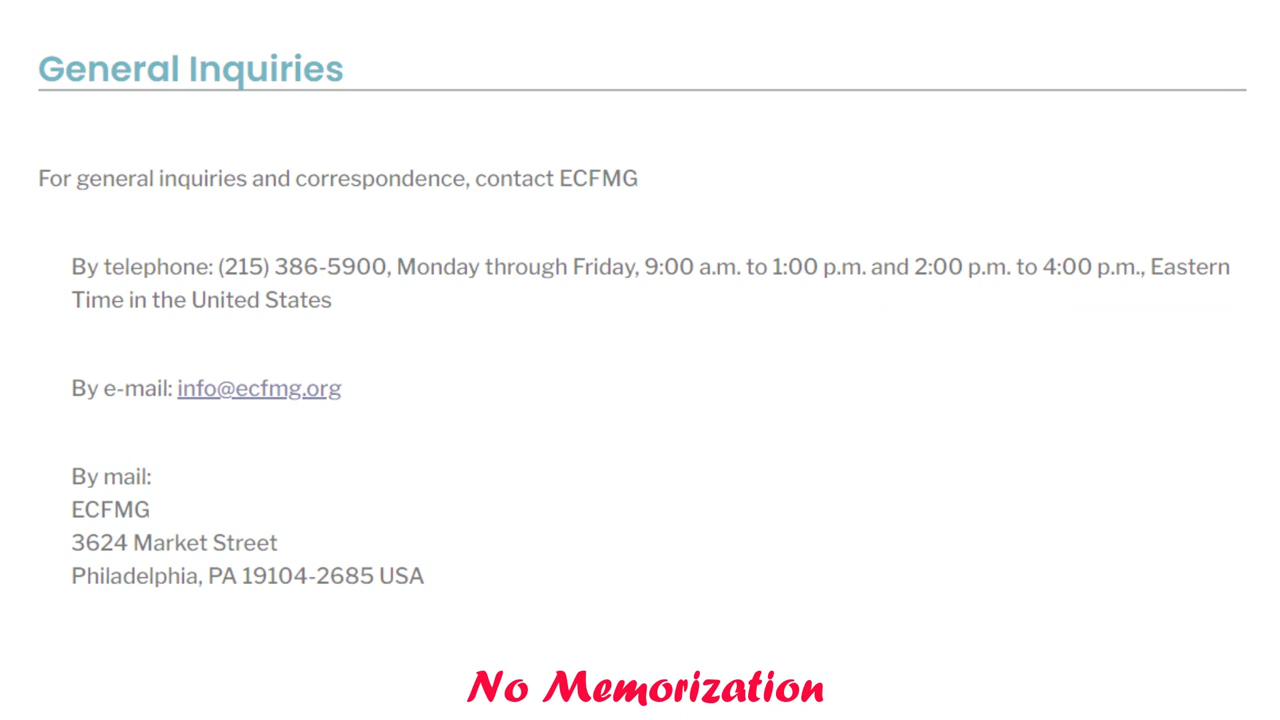 General Inquiries
For general inquiries and correspondence, contact ECFMG
By telephone: (215) 386-5900, Monday through Friday, 9:00 a.m. to 1:00 p.m. and 2:00 p.m. to 4:00 p.m., Eastern
Time in the United States
By e-mail: info@ecfmg.org
By mail:
ECFMG
3624 Market Street
Philadelphia, PA 19104-2685 USA
No Memorization